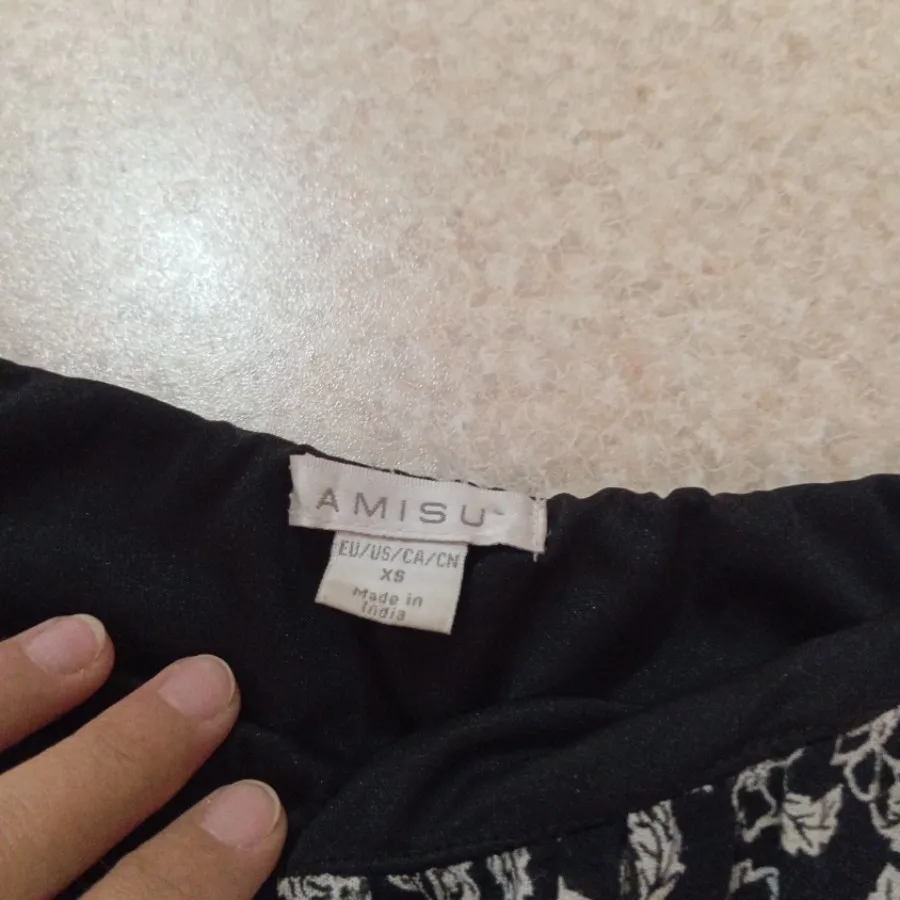 AMISU
EU/US/CA/CN
XS
Made in
India